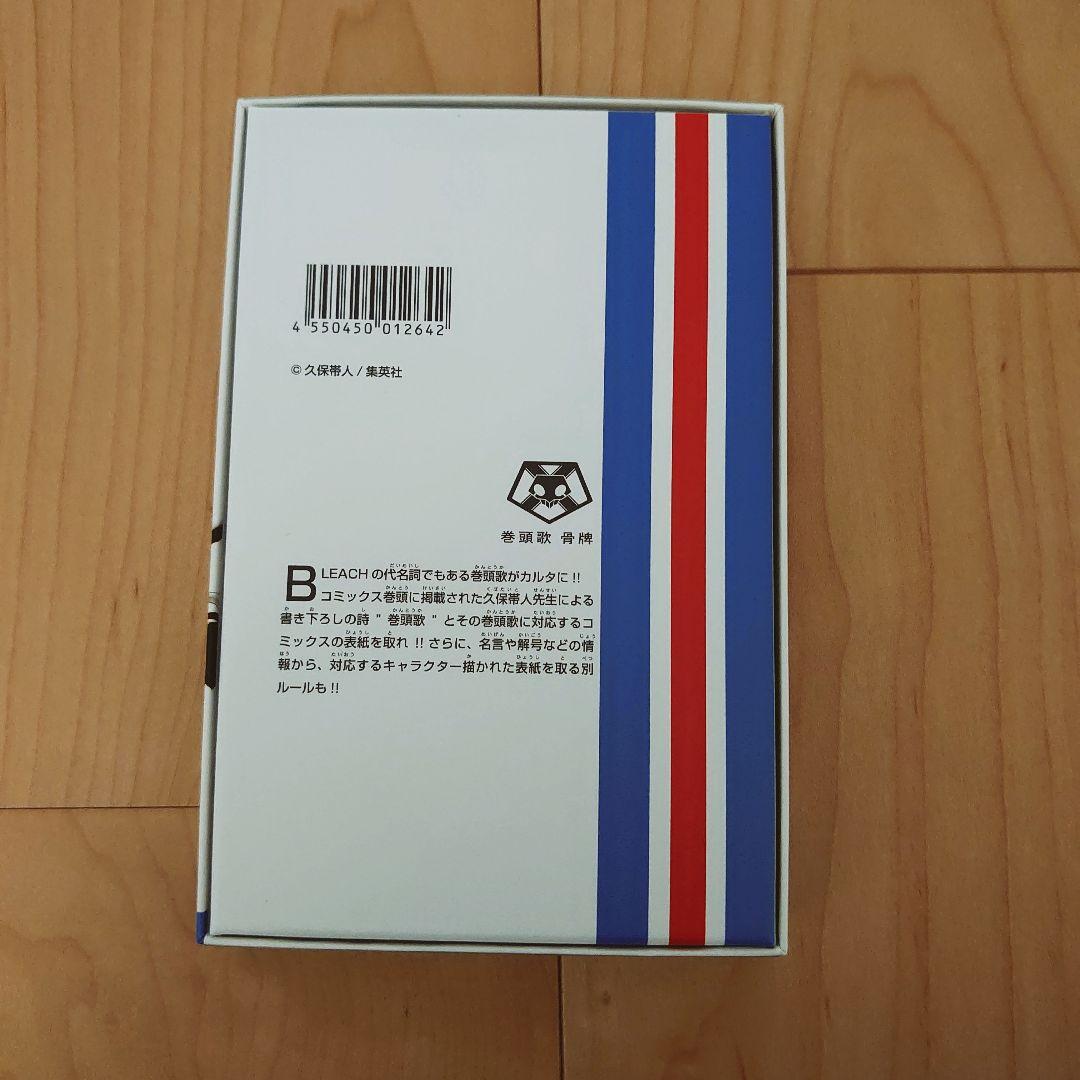 4 550450 012642
© 久保帯人 / 集英社
巻頭歌 骨牌
BLEACHの代名詞でもある巻頭歌がカルタに!!
コミックス巻頭に掲載された久保帯人先生による
書き下ろしの詩 " 巻頭歌 " とその巻頭歌に対応するコ
ミックスの表紙を取れ !! さらに、名言や解号などの情
報から、対応するキャラクター描かれた表紙を取る別
ルールも !!